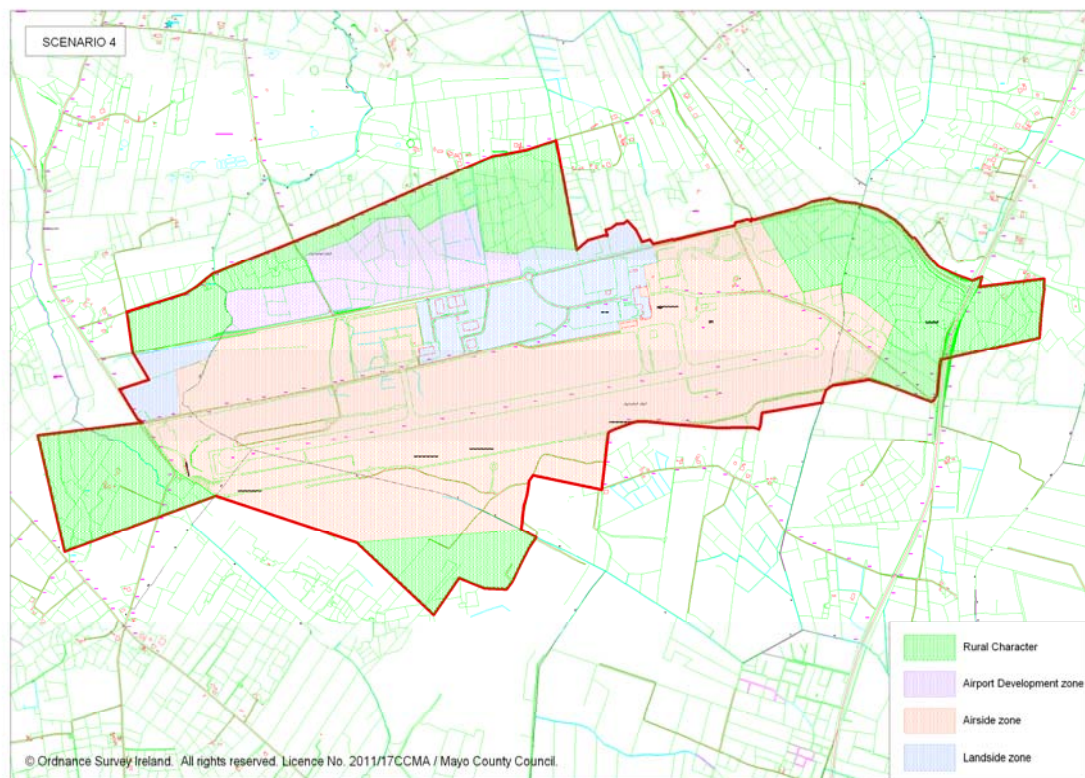 SCENARIO 4
Rural Character
Airport Development zone
Airside zone
Landside zone
© Ordnance Survey Ireland. All rights reserved. Licence No. 2011/17CCMA / Mayo County Council.